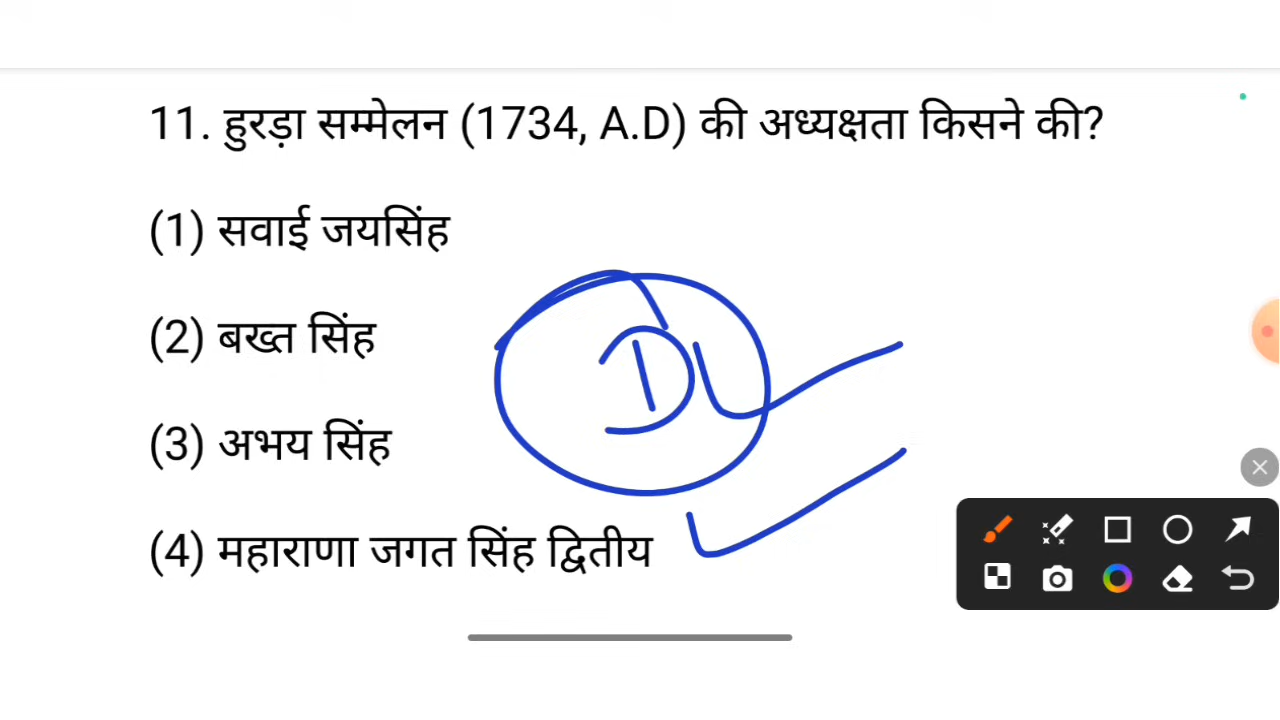 11. हुरड़ा सम्मेलन (1734, A.D) की अध्यक्षता किसने की?
(1) सवाई जयसिंह
(2) बख्त सिंह
D
(3) अभय सिंह
(4) महाराणा जगत सिंह द्वितीय